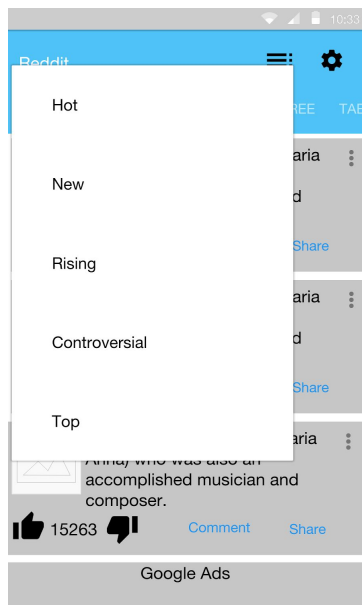 10:33
Reddit
REE TAB
Hot
aria
New
d
Share
Rising
aria
Controversial
d
Share
Top
aria
Anna) who was also an
accomplished musician and
composer.
15263 Comment Share
Google Ads